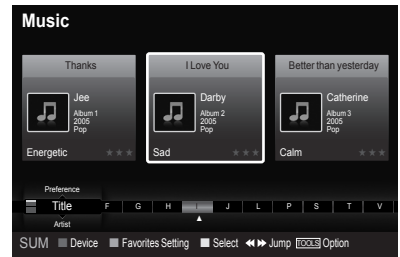 Music
Thanks I Love You Better than yesterday
Jee Darby Catherine
Album 1 Album 2 Album 3
2005 2005 2005
Pop Pop Pop
Energetic ★★★ Sad ★★★ Calm ★★★
Preference
Title F G H I J L P S T V
Artist
SUM Device Favorites Setting Select ◀◀ ▶▶ Jump TOOLS Option